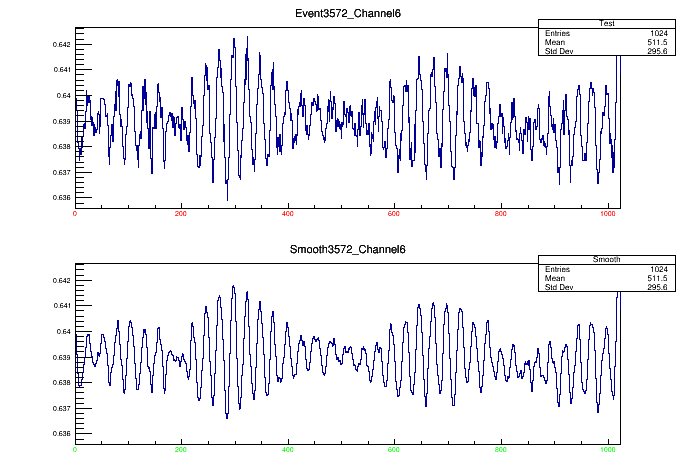 Event3572_Channel6
Test
Entries 1024
Mean 511.5
Std Dev 295.6
0.642
0.641
0.64
0.639
0.638
0.637
0.636
0 200 400 600 800 1000
Smooth3572_Channel6
Smooth
Entries 1024
Mean 511.5
Std Dev 295.6
0.642
0.641
0.64
0.639
0.638
0.637
0.636
0 200 400 600 800 1000